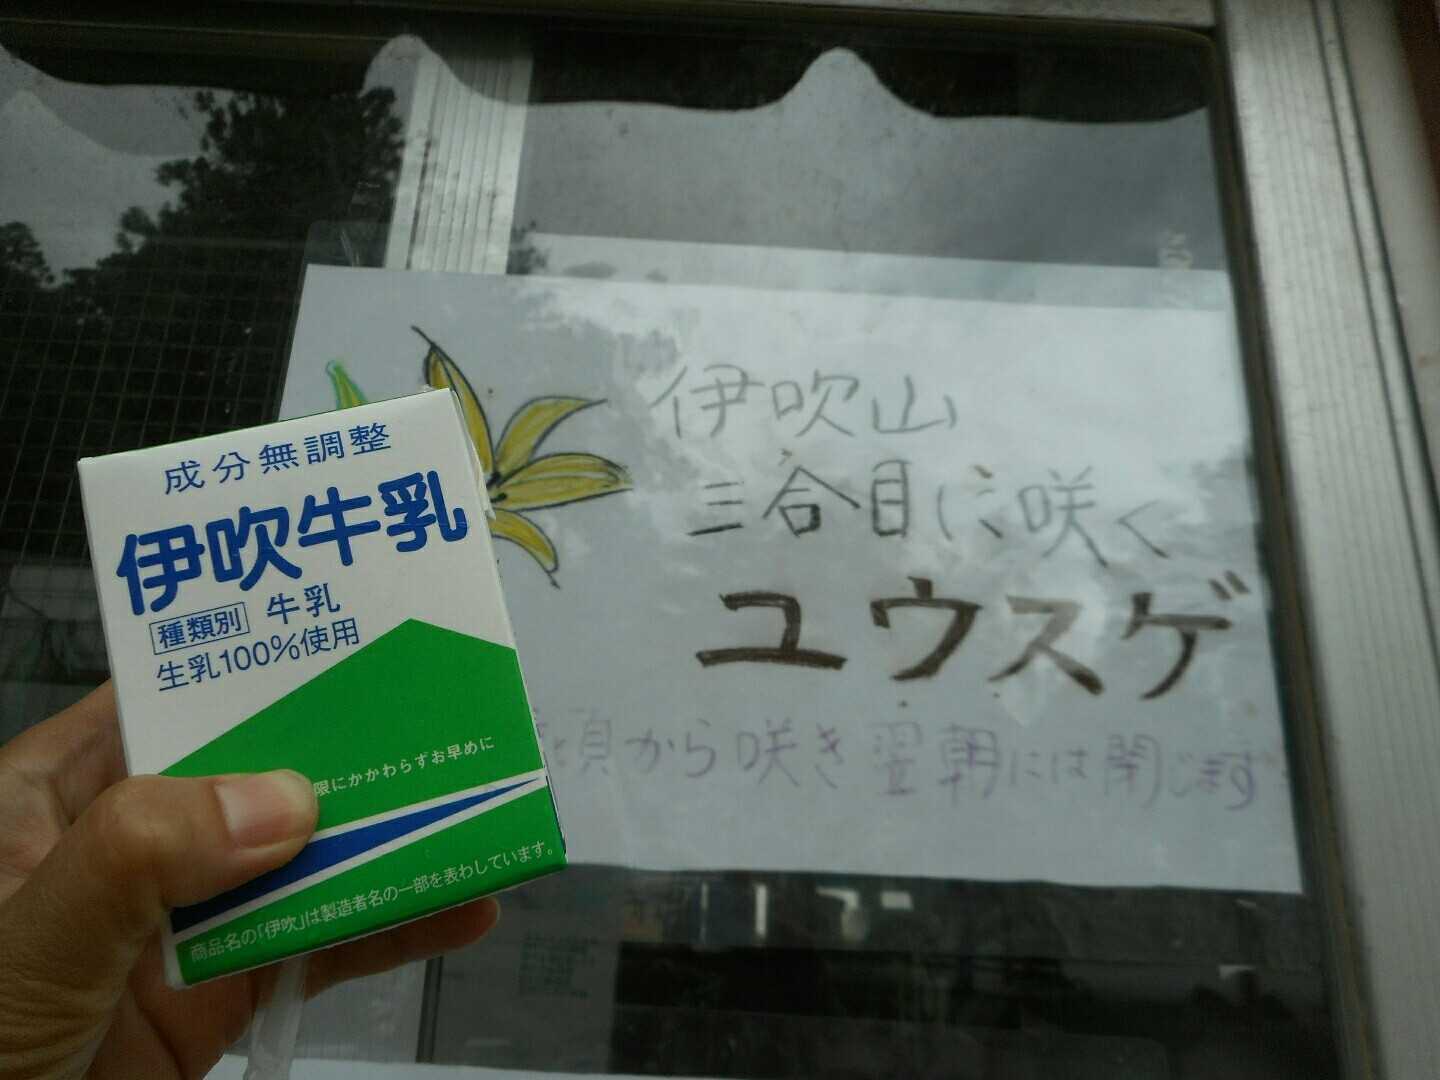 成分無調整
伊吹牛乳
種類別 牛乳
生乳100%使用
限にかかわらずお早めに
商品名の「伊吹」は製造者名の一部を表わしています。
伊吹山
三合目に咲く
ユウスゲ
頃から咲き翌朝には閉じます